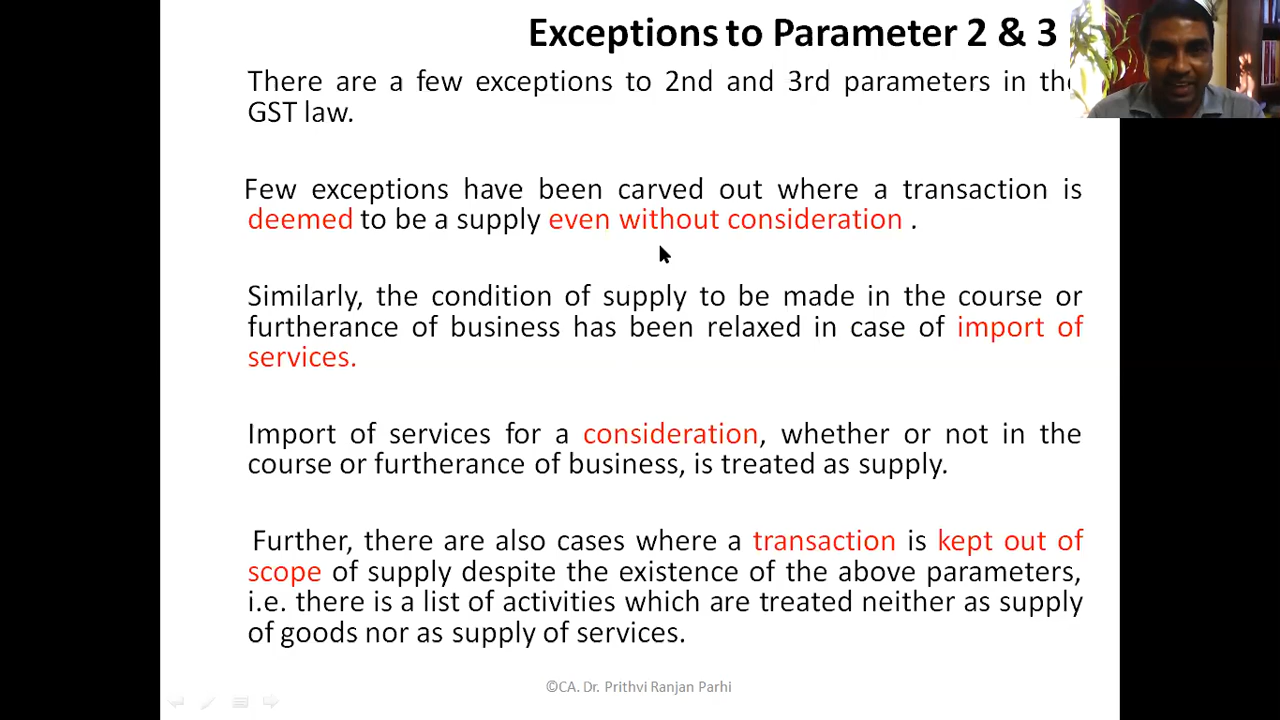 Exceptions to Parameter 2 & 3
There are a few exceptions to 2nd and 3rd parameters in the
GST law.
Few exceptions have been carved out where a transaction is
deemed to be a supply even without consideration .
Similarly, the condition of supply to be made in the course or
furtherance of business has been relaxed in case of import of
services.
Import of services for a consideration, whether or not in the
course or furtherance of business, is treated as supply.
Further, there are also cases where a transaction is kept out of
scope of supply despite the existence of the above parameters,
i.e. there is a list of activities which are treated neither as supply
of goods nor as supply of services.
©CA. Dr. Prithvi Ranjan Parhi